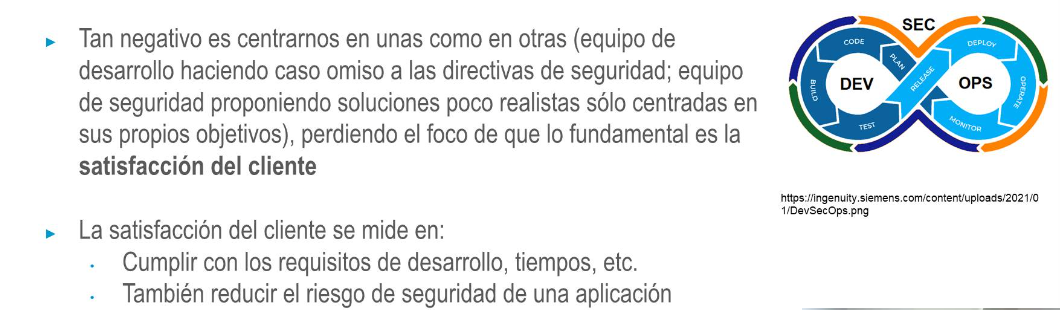 Tan negativo es centrarnos en unas como en otras (equipo de
desarrollo haciendo caso omiso a las directivas de seguridad; equipo
de seguridad proponiendo soluciones poco realistas sólo centradas en
sus propios objetivos), perdiendo el foco de que lo fundamental es la
satisfacción del cliente
La satisfacción del cliente se mide en:
Cumplir con los requisitos de desarrollo, tiempos, etc.
También reducir el riesgo de seguridad de una aplicación
SEC
CODE
PLAN
DEPLOY
BUILD
DEV
RELEASE
OPS
OPERATE
TEST
MONITOR
https://ingenuity.siemens.com/content/uploads/2021/0
1/DevSecOps.png